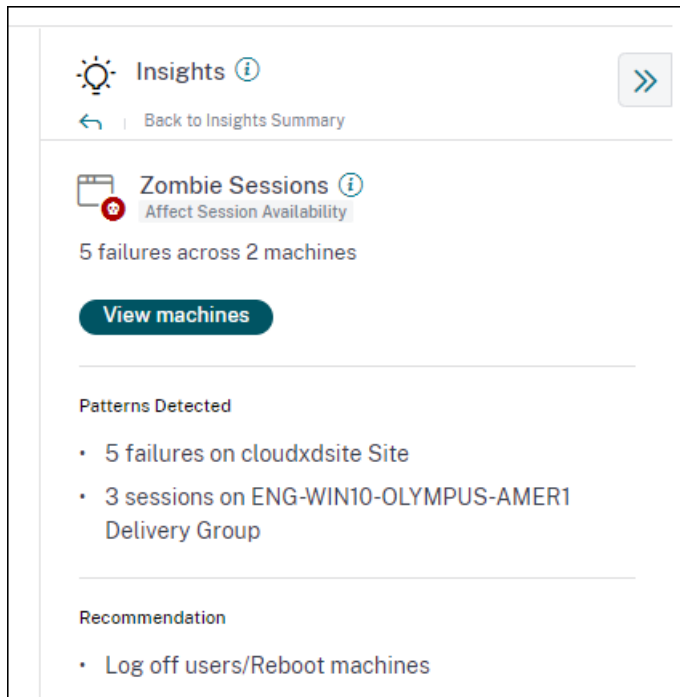 Insights
Back to Insights Summary
Zombie Sessions
Affect Session Availability
5 failures across 2 machines
View machines
Patterns Detected
• 5 failures on cloudxdsite Site
• 3 sessions on ENG-WIN10-OLYMPUS-AMER1
Delivery Group
Recommendation
• Log off users/Reboot machines